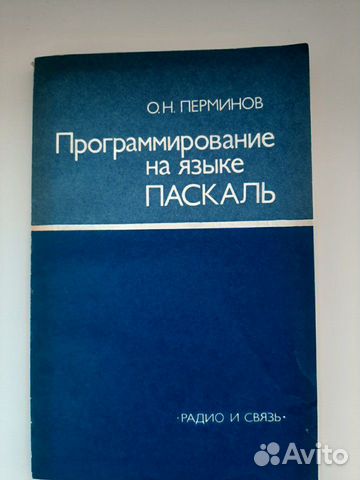 О.Н. ПЕРМИНОВ
Программирование
на языке
ПАСКАЛЬ
·РАДИО И СВЯЗЬ·
Avito